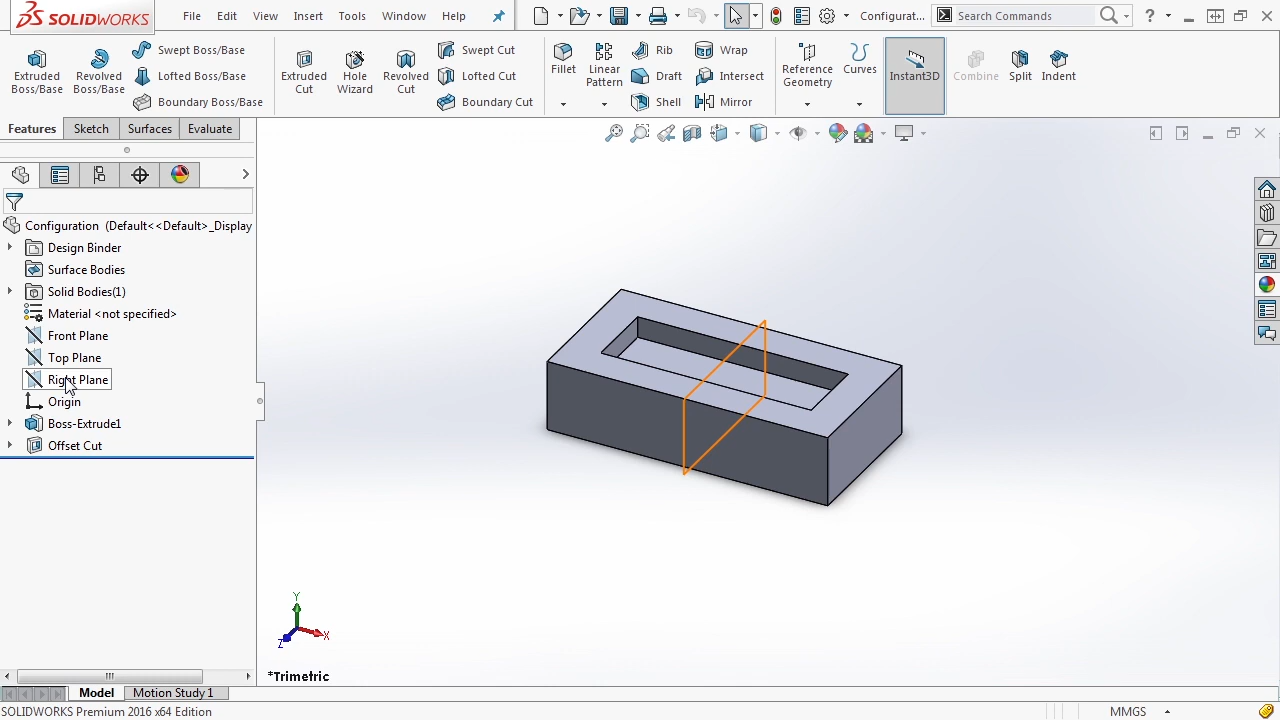 SOLIDWORKS
File Edit View Insert Tools Window Help
Configurat...
Search Commands
Extruded Boss/Base
Revolved Boss/Base
Swept Boss/Base
Lofted Boss/Base
Boundary Boss/Base
Extruded Cut
Hole Wizard
Revolved Cut
Swept Cut
Lofted Cut
Boundary Cut
Fillet
Linear Pattern
Rib
Draft
Shell
Wrap
Intersect
Mirror
Reference Geometry
Curves
Instant3D
Combine
Split
Indent
Features Sketch Surfaces Evaluate
Configuration (Default<<Default>_Display
Design Binder
Surface Bodies
Solid Bodies(1)
Material <not specified>
Front Plane
Top Plane
Right Plane
Origin
Boss-Extrude1
Offset Cut
Y
X
Z
*Trimetric
Model Motion Study 1
SOLIDWORKS Premium 2016 x64 Edition
MMGS